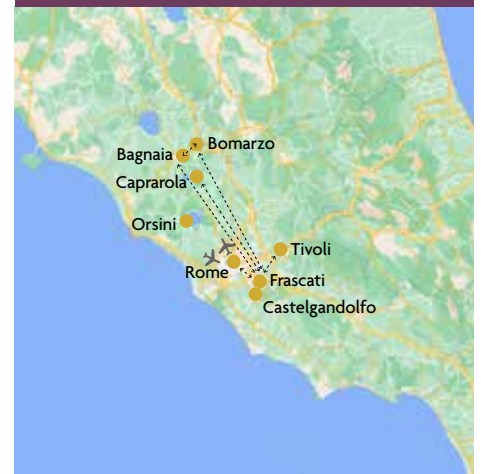 Bomarzo
Bagnaia
Caprarola
Orsini
Tivoli
Rome
Frascati
Castelgandolfo